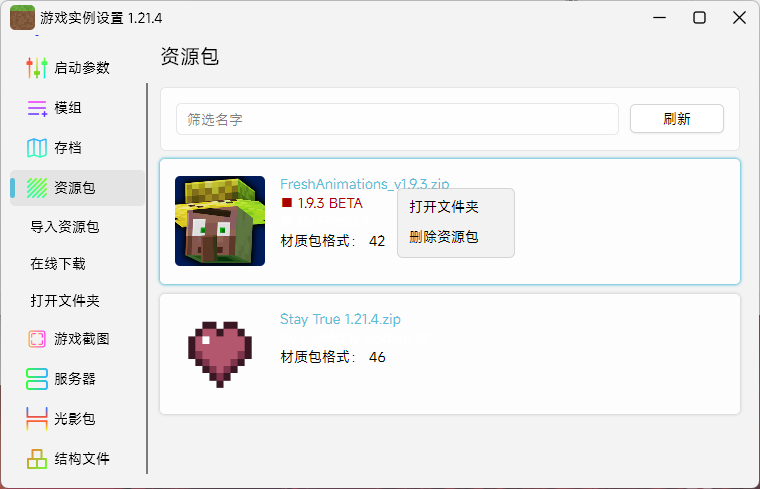 游戏实例设置 1.21.4
启动参数
模组
存档
资源包
导入资源包
在线下载
打开文件夹
游戏截图
服务器
光影包
结构文件
资源包
筛选名字
刷新
FreshAnimations_v1.9.3.zip
■ 1.9.3 BETA
材质包格式： 42
打开文件夹
删除资源包
Stay True 1.21.4.zip
材质包格式： 46